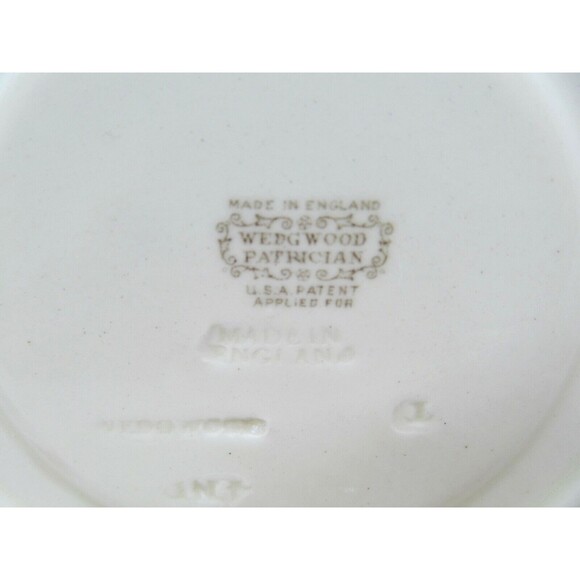 MADE IN ENGLAND
WEDGWOOD
PATRICIAN
U.S.A. PATENT
APPLIED FOR
MADE IN
ENGLAND
WEDGWOOD